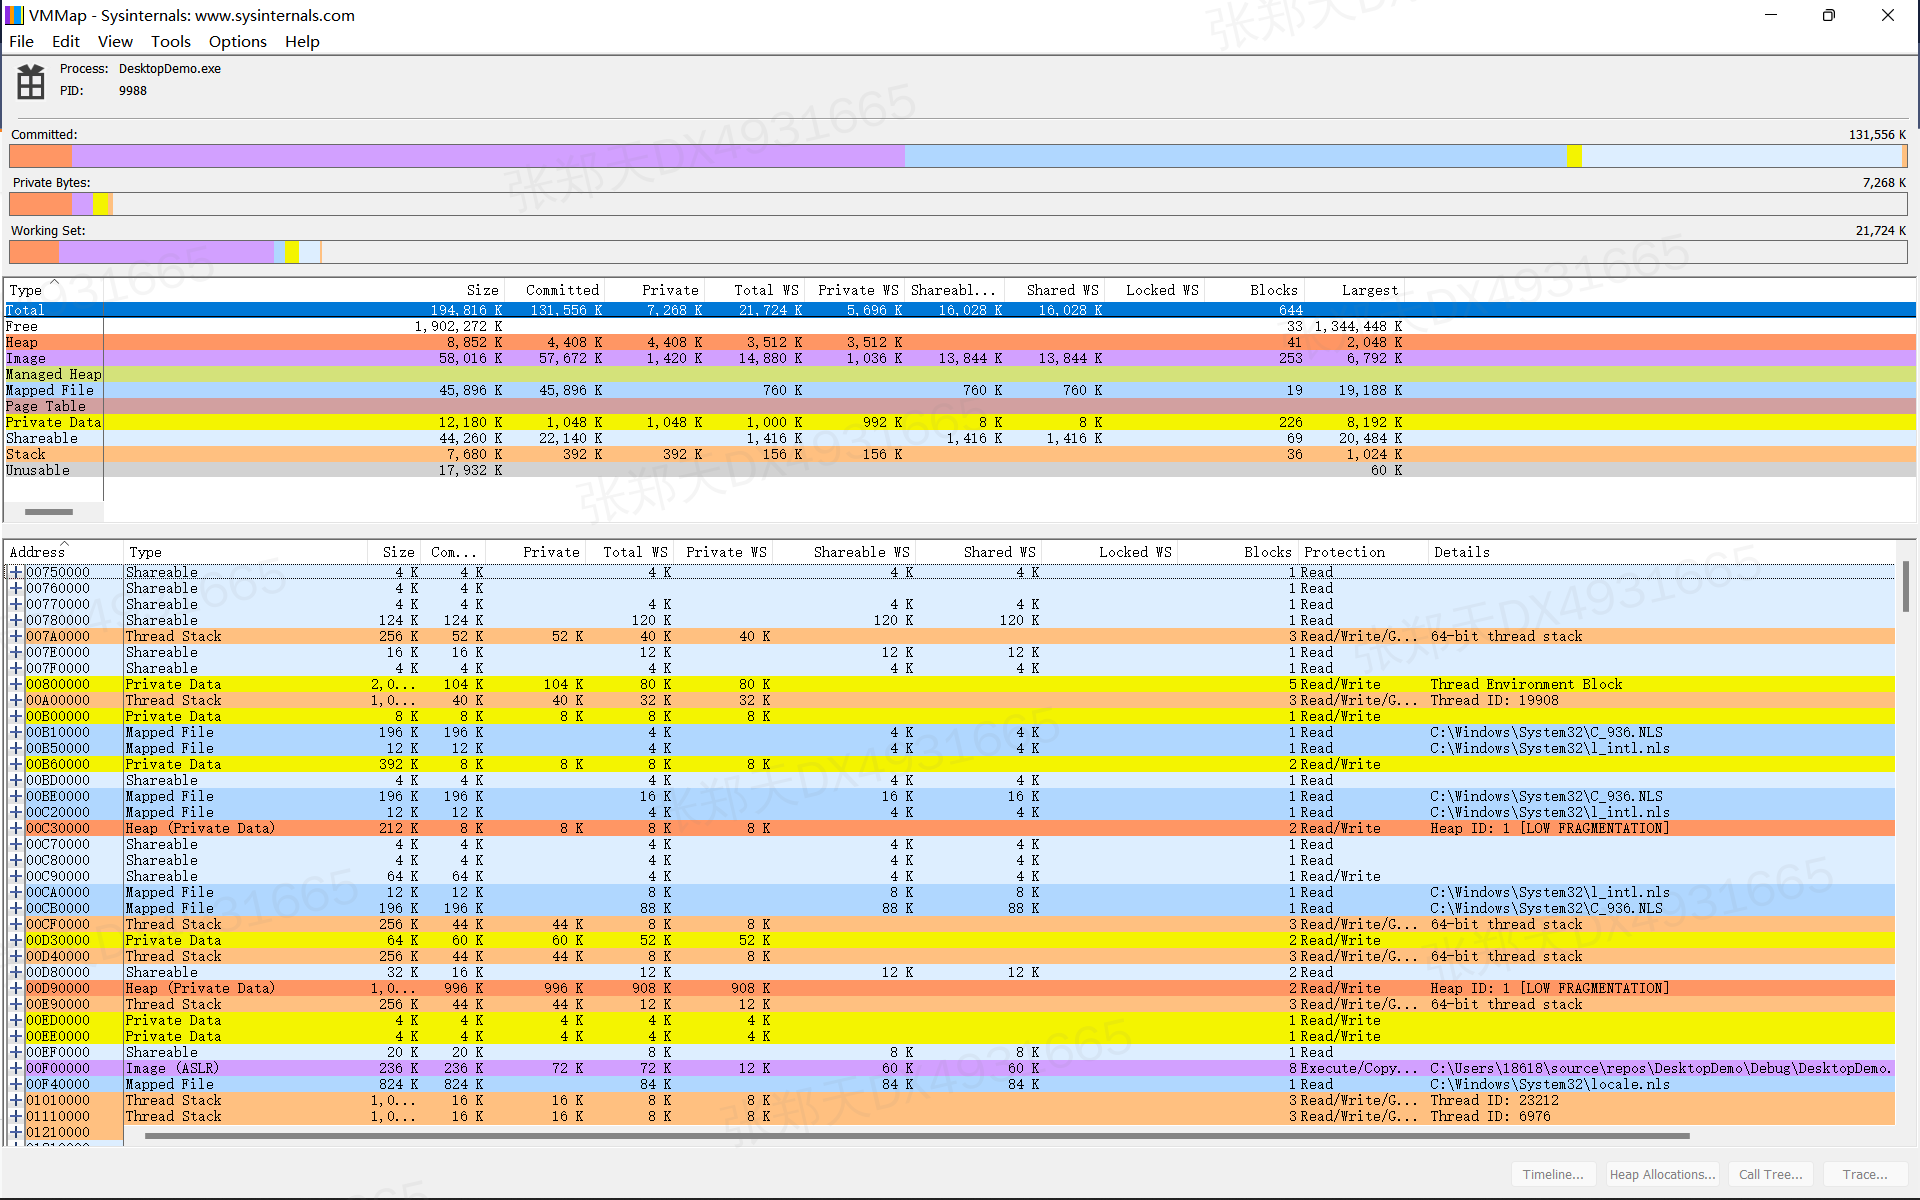 VMMap - Sysinternals: www.sysinternals.com
File Edit View Tools Options Help
Process: DesktopDemo.exe
PID: 9988
Committed: 131,556 K
Private Bytes: 7,268 K
Working Set: 21,724 K
Type Size Committed Private Total WS Private WS Shareabl... Shared WS Locked WS Blocks Largest
Total 194,816 K 131,556 K 7,268 K 21,724 K 5,696 K 16,028 K 16,028 K 644
Free 1,902,272 K 33 1,344,448 K
Heap 8,852 K 4,408 K 4,408 K 3,512 K 3,512 K 41 2,048 K
Image 58,016 K 57,672 K 1,420 K 14,880 K 1,036 K 13,844 K 13,844 K 253 6,792 K
Managed Heap
Mapped File 45,896 K 45,896 K 760 K 760 K 760 K 19 19,188 K
Page Table
Private Data 12,180 K 1,048 K 1,048 K 1,000 K 992 K 8 K 8 K 226 8,192 K
Shareable 44,260 K 22,140 K 1,416 K 1,416 K 1,416 K 69 20,484 K
Stack 7,680 K 392 K 392 K 156 K 156 K 36 1,024 K
Unusable 17,932 K 60 K
Address Type Size Com... Private Total WS Private WS Shareable WS Shared WS Locked WS Blocks Protection Details
00750000 Shareable 4 K 4 K 4 K 4 K 4 K 1 Read
00760000 Shareable 4 K 4 K 1 Read
00770000 Shareable 4 K 4 K 4 K 4 K 4 K 1 Read
00780000 Shareable 124 K 124 K 120 K 120 K 120 K 1 Read
007A0000 Thread Stack 256 K 52 K 52 K 40 K 40 K 3 Read/Write/G... 64-bit thread stack
007E0000 Shareable 16 K 16 K 12 K 12 K 12 K 1 Read
007F0000 Shareable 4 K 4 K 4 K 4 K 4 K 1 Read
00800000 Private Data 2,0... 104 K 104 K 80 K 80 K 5 Read/Write Thread Environment Block
00A00000 Thread Stack 1,0... 40 K 40 K 32 K 32 K 3 Read/Write/G... Thread ID: 19908
00B00000 Private Data 8 K 8 K 8 K 8 K 8 K 1 Read/Write
00B10000 Mapped File 196 K 196 K 4 K 4 K 4 K 1 Read C:\Windows\System32\C_936.NLS
00B50000 Mapped File 12 K 12 K 4 K 4 K 4 K 1 Read C:\Windows\System32\l_intl.nls
00B60000 Private Data 392 K 8 K 8 K 8 K 8 K 2 Read/Write
00BD0000 Shareable 4 K 4 K 4 K 4 K 4 K 1 Read
00BE0000 Mapped File 196 K 196 K 16 K 16 K 16 K 1 Read C:\Windows\System32\C_936.NLS
00C20000 Mapped File 12 K 12 K 4 K 4 K 4 K 1 Read C:\Windows\System32\l_intl.nls
00C30000 Heap (Private Data) 212 K 8 K 8 K 8 K 8 K 2 Read/Write Heap ID: 1 [LOW FRAGMENTATION]
00C70000 Shareable 4 K 4 K 4 K 4 K 4 K 1 Read
00C80000 Shareable 4 K 4 K 4 K 4 K 4 K 1 Read
00C90000 Shareable 64 K 64 K 4 K 4 K 4 K 1 Read/Write
00CA0000 Mapped File 12 K 12 K 8 K 8 K 8 K 1 Read C:\Windows\System32\l_intl.nls
00CB0000 Mapped File 196 K 196 K 88 K 88 K 88 K 1 Read C:\Windows\System32\C_936.NLS
00CF0000 Thread Stack 256 K 44 K 44 K 8 K 8 K 3 Read/Write/G... 64-bit thread stack
00D30000 Private Data 64 K 60 K 60 K 52 K 52 K 2 Read/Write
00D40000 Thread Stack 256 K 44 K 44 K 8 K 8 K 3 Read/Write/G... 64-bit thread stack
00D80000 Shareable 32 K 16 K 12 K 12 K 12 K 2 Read
00D90000 Heap (Private Data) 1,0... 996 K 996 K 908 K 908 K 2 Read/Write Heap ID: 1 [LOW FRAGMENTATION]
00E90000 Thread Stack 256 K 44 K 44 K 12 K 12 K 3 Read/Write/G... 64-bit thread stack
00ED0000 Private Data 4 K 4 K 4 K 4 K 4 K 1 Read/Write
00EE0000 Private Data 4 K 4 K 4 K 4 K 4 K 1 Read/Write
00EF0000 Shareable 20 K 20 K 8 K 8 K 8 K 1 Read
00F00000 Image (ASLR) 236 K 236 K 72 K 72 K 12 K 60 K 60 K 8 Execute/Copy... C:\Users\18618\source\repos\DesktopDemo\Debug\DesktopDemo.
00F40000 Mapped File 824 K 824 K 84 K 84 K 84 K 1 Read C:\Windows\System32\locale.nls
01010000 Thread Stack 1,0... 16 K 16 K 8 K 8 K 3 Read/Write/G... Thread ID: 23212
01110000 Thread Stack 1,0... 16 K 16 K 8 K 8 K 3 Read/Write/G... Thread ID: 6976
01210000
Timeline... Heap Allocations... Call Tree... Trace...
张郑天DX4931665